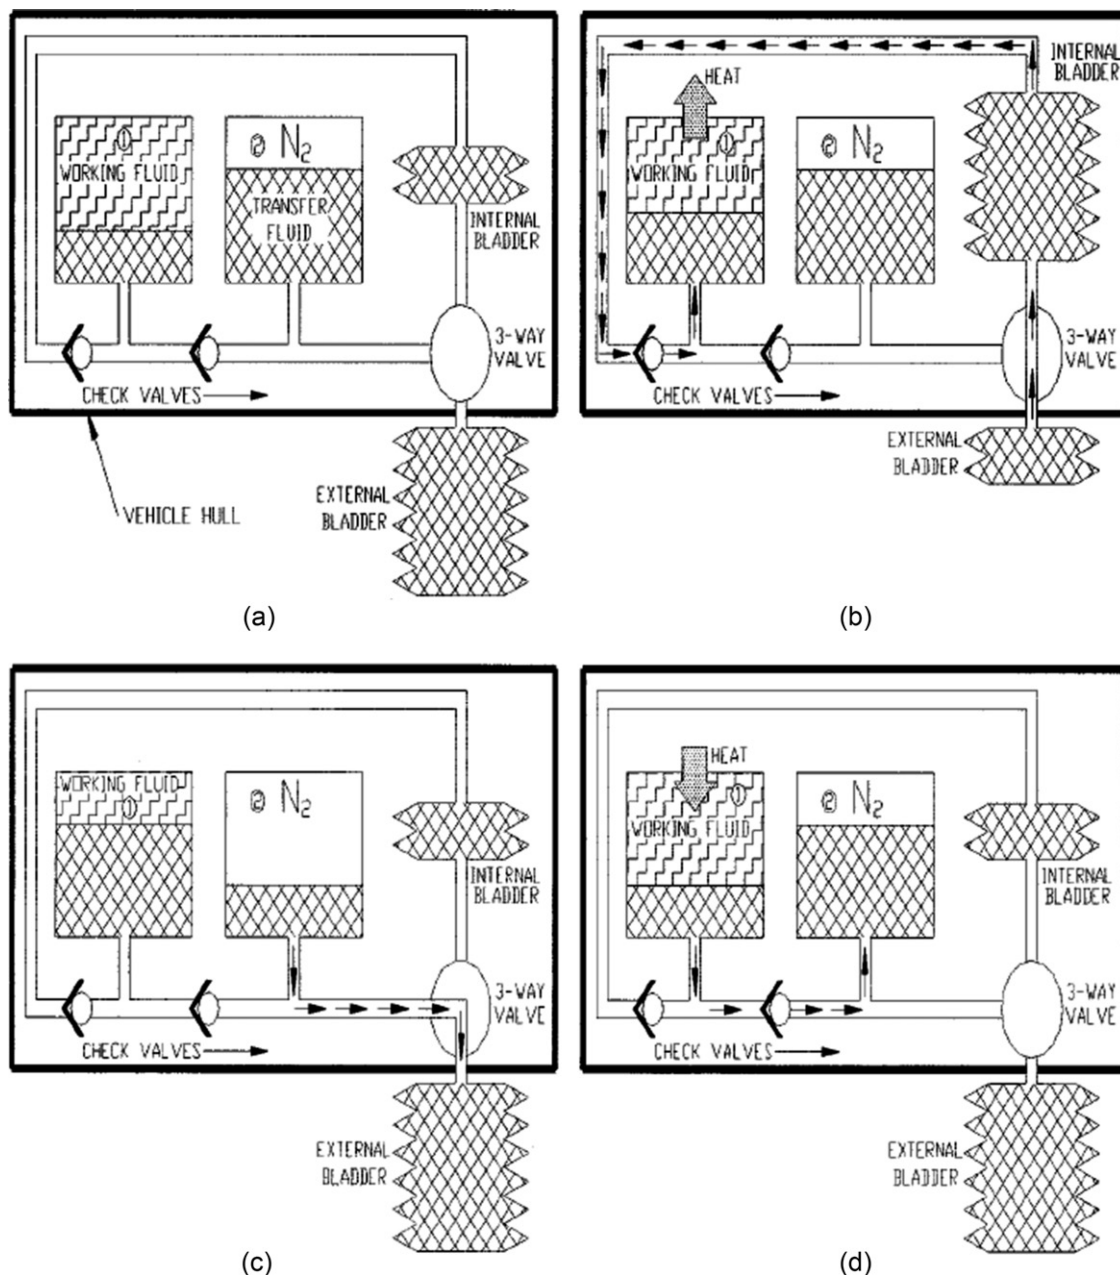 ① 
WORKING FLUID
② N₂
TRANSFER
FLUID
INTERNAL
BLADDER
3-WAY
VALVE
CHECK VALVES
VEHICLE HULL
EXTERNAL
BLADDER
(a)
HEAT
INTERNAL
BLADDER
①
WORKING FLUID
② N₂
3-WAY
VALVE
CHECK VALVES
EXTERNAL
BLADDER
(b)
WORKING FLUID
①
② N₂
INTERNAL
BLADDER
3-WAY
VALVE
CHECK VALVES
EXTERNAL
BLADDER
(c)
HEAT
①
WORKING FLUID
② N₂
INTERNAL
BLADDER
3-WAY
VALVE
CHECK VALVES
EXTERNAL
BLADDER
(d)